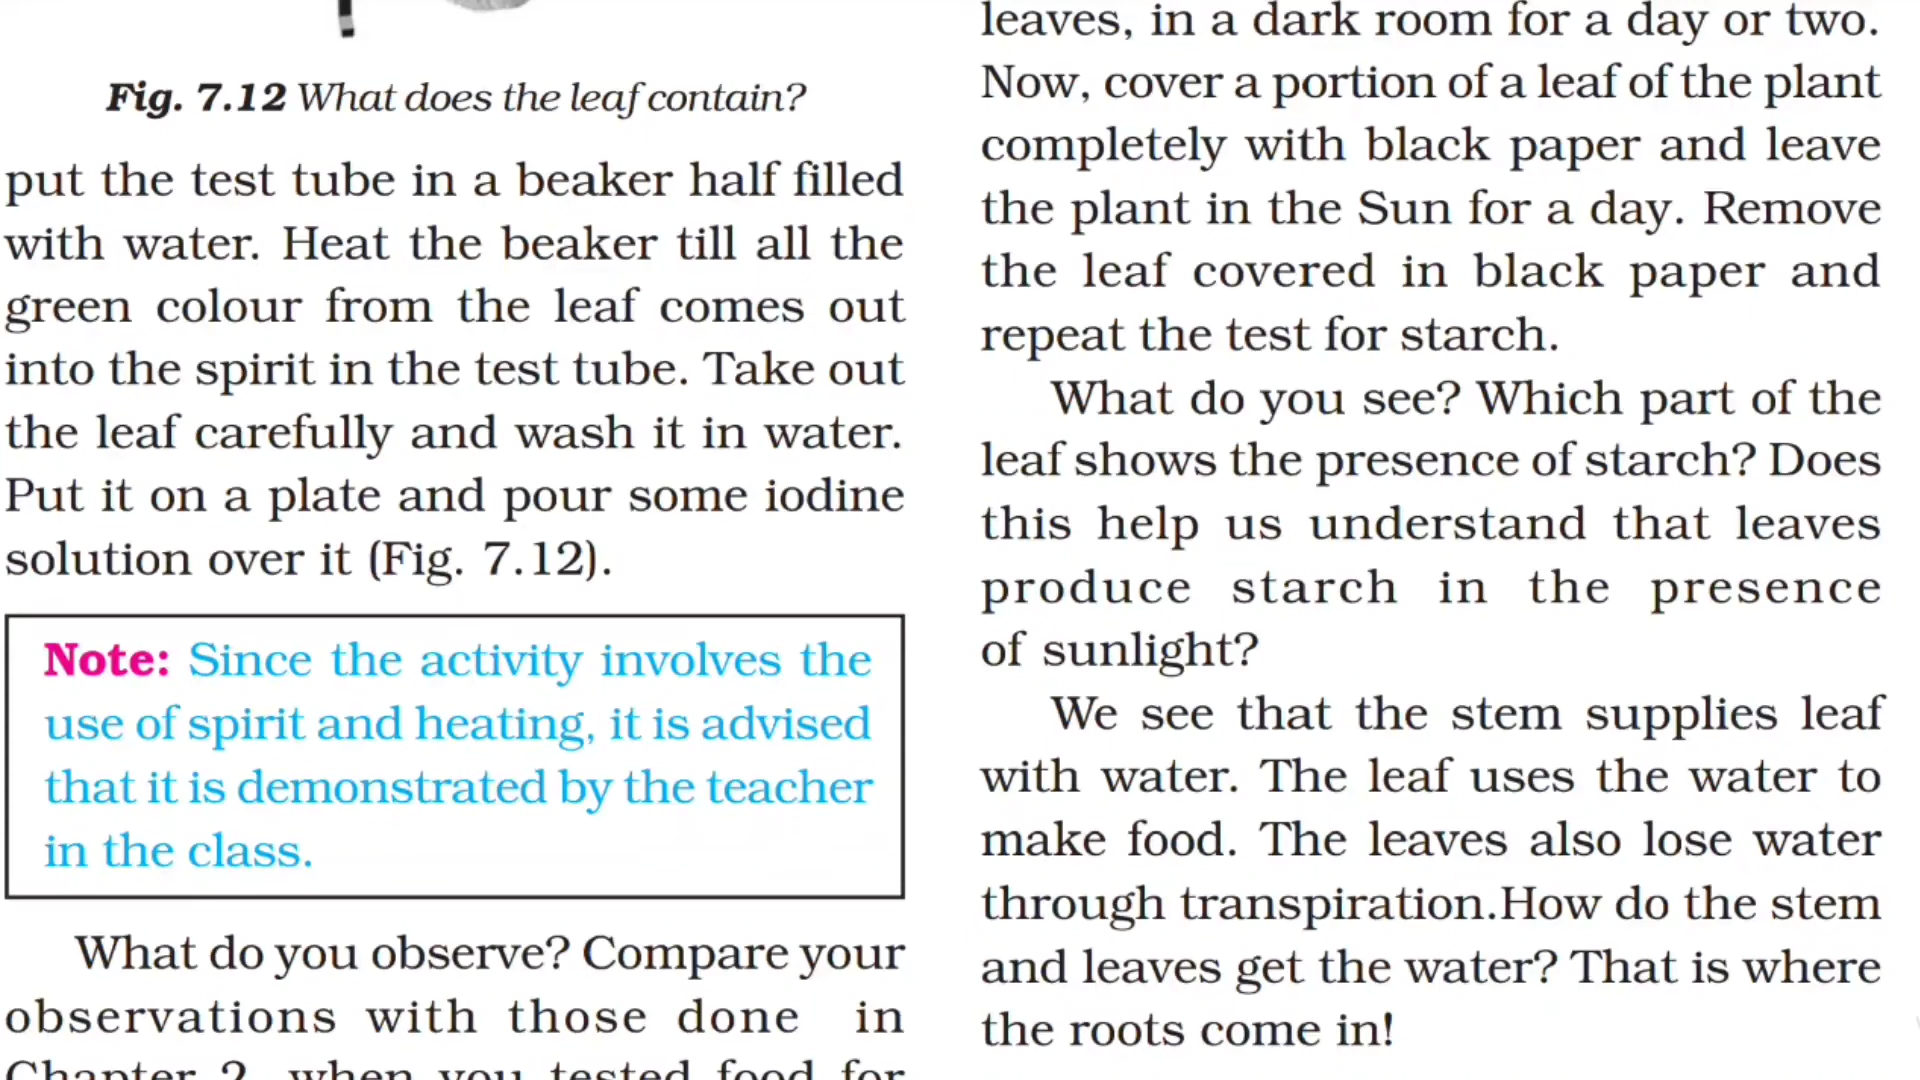 Fig. 7.12 What does the leaf contain?
put the test tube in a beaker half filled
with water. Heat the beaker till all the
green colour from the leaf comes out
into the spirit in the test tube. Take out
the leaf carefully and wash it in water.
Put it on a plate and pour some iodine
solution over it (Fig. 7.12).
Note: Since the activity involves the
use of spirit and heating, it is advised
that it is demonstrated by the teacher
in the class.
What do you observe? Compare your
observations with those done in
Chapter 2, when you tested food for
leaves, in a dark room for a day or two.
Now, cover a portion of a leaf of the plant
completely with black paper and leave
the plant in the Sun for a day. Remove
the leaf covered in black paper and
repeat the test for starch.
What do you see? Which part of the
leaf shows the presence of starch? Does
this help us understand that leaves
produce starch in the presence
of sunlight?
We see that the stem supplies leaf
with water. The leaf uses the water to
make food. The leaves also lose water
through transpiration.How do the stem
and leaves get the water? That is where
the roots come in!